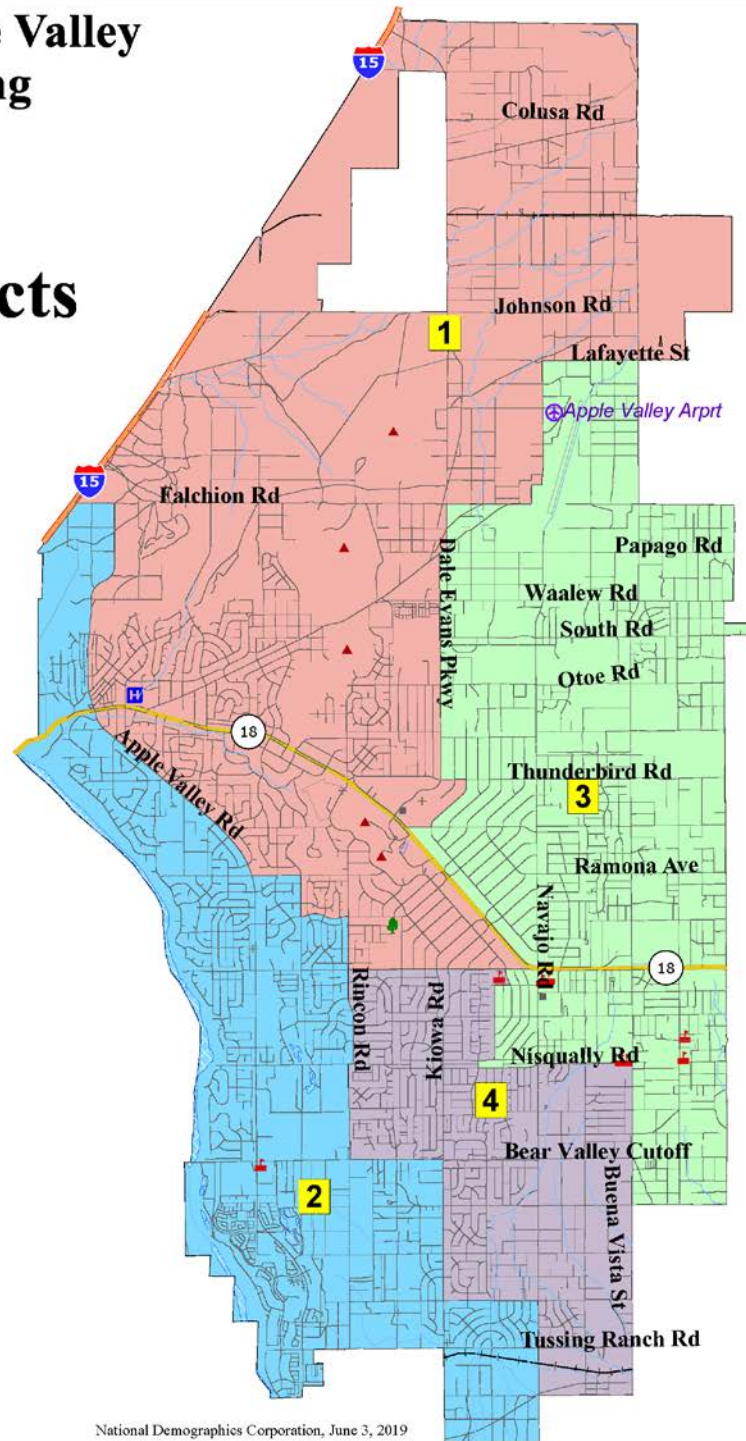 Valley
15
Colusa Rd
cts
Johnson Rd
1
Lafayette St
Apple Valley Arprt
15
Falchion Rd
Dale Evans Pkwy
Papago Rd
Waalew Rd
South Rd
Otoe Rd
H
18
Apple Valley Rd
Thunderbird Rd
3
Ramona Ave
Navajo Rd
18
Rincon Rd
Kiowa Rd
Nisqually Rd
4
Bear Valley Cutoff
2
Buena Vista St
Tussing Ranch Rd
National Demographics Corporation, June 3, 2019